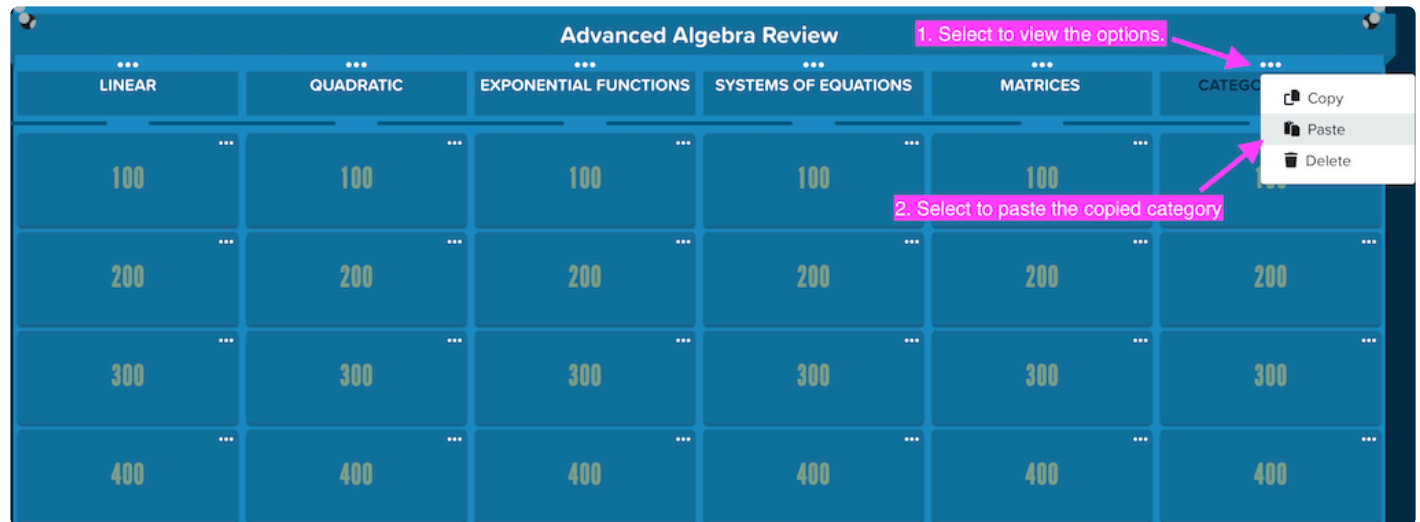 Advanced Algebra Review
1. Select to view the options.
LINEAR QUADRATIC EXPONENTIAL FUNCTIONS SYSTEMS OF EQUATIONS MATRICES
Copy
Paste
Delete
100 100 100 100 100
2. Select to paste the copied category
200 200 200 200 200 200
300 300 300 300 300 300
400 400 400 400 400 400